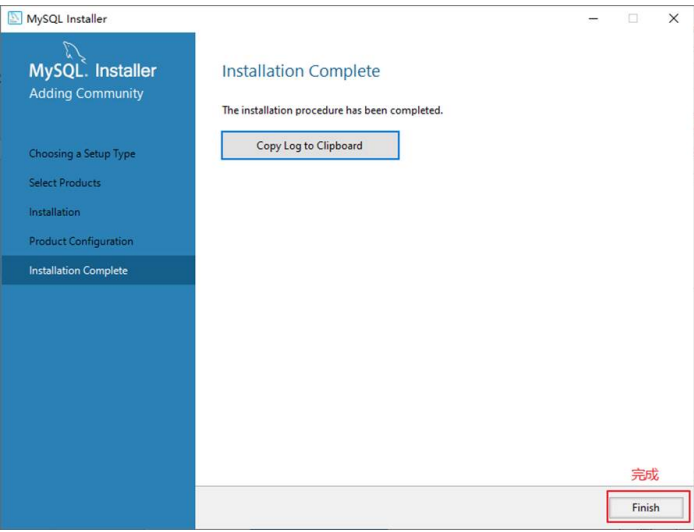 MySQL Installer
MySQL. Installer
Adding Community
Choosing a Setup Type
Select Products
Installation
Product Configuration
Installation Complete
Installation Complete
The installation procedure has been completed.
Copy Log to Clipboard
完成
Finish